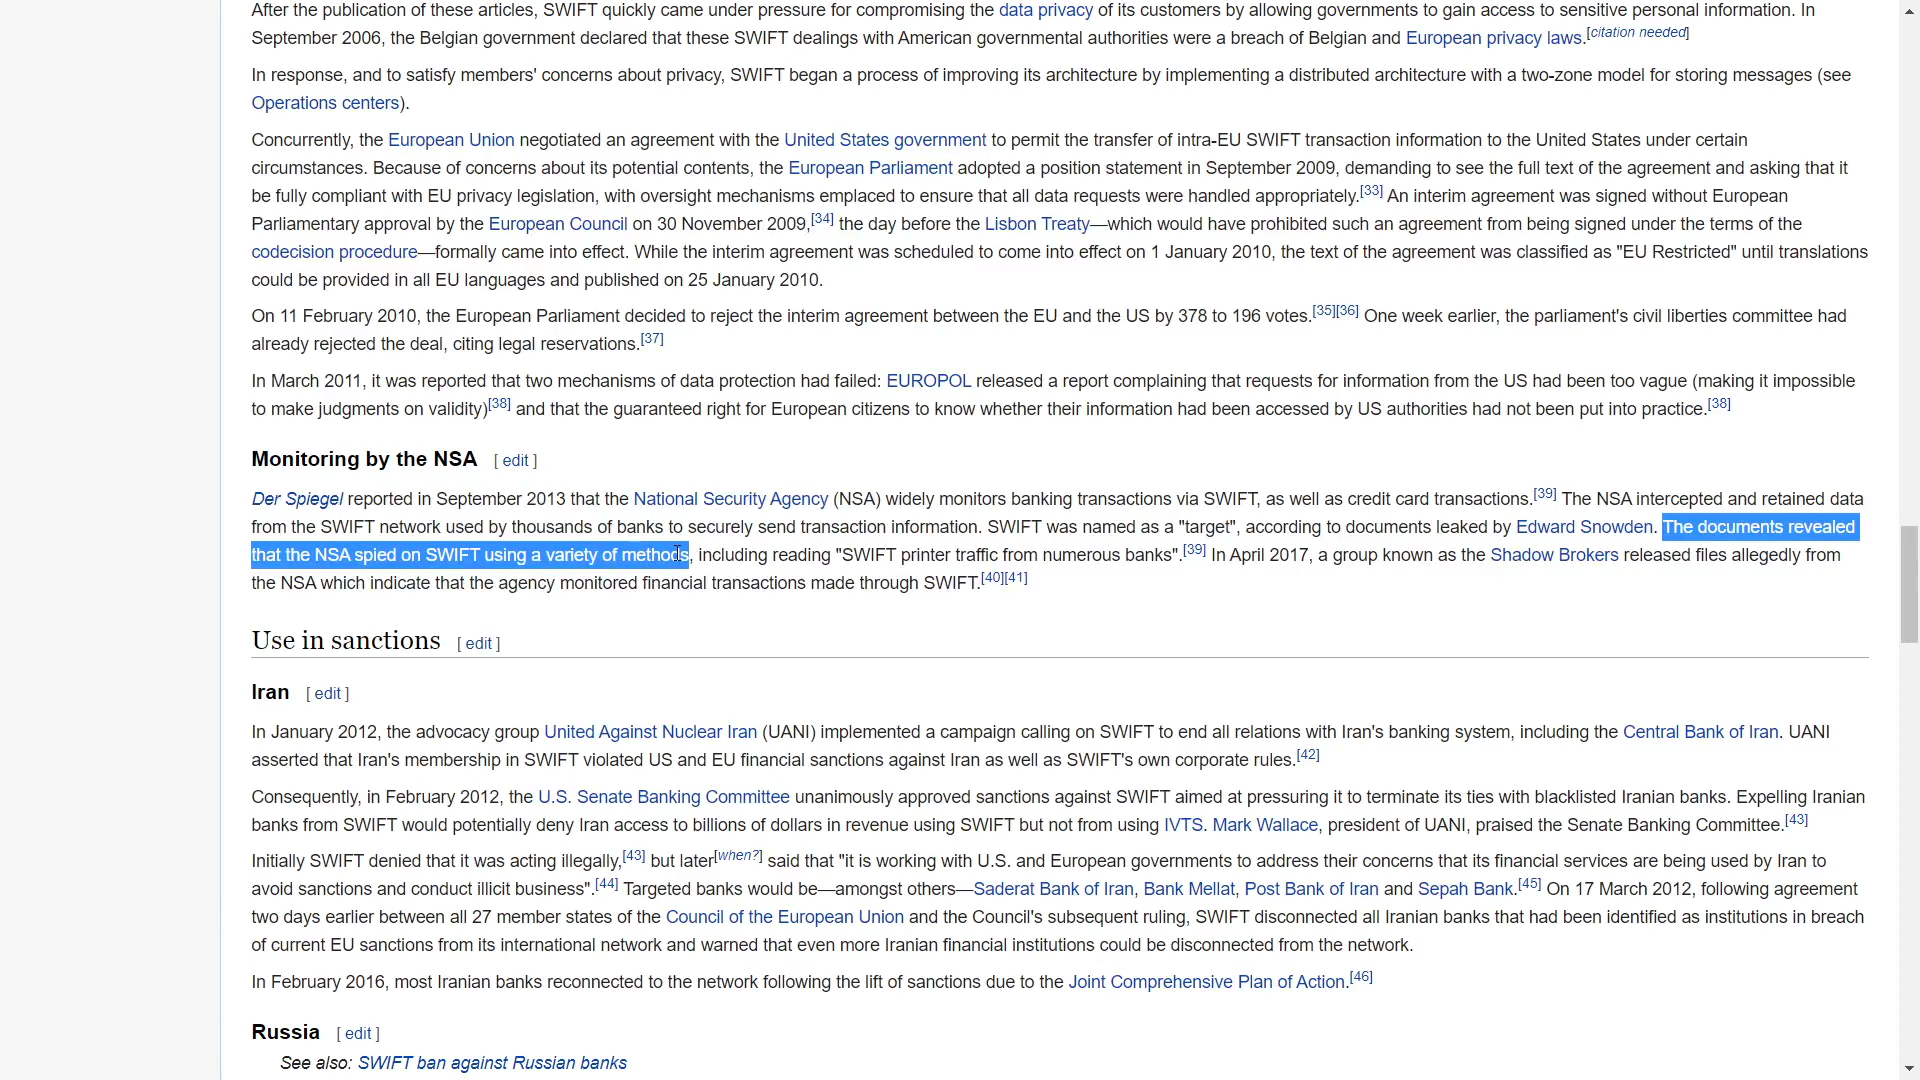 After the publication of these articles, SWIFT quickly came under pressure for compromising the data privacy of its customers by allowing governments to gain access to sensitive personal information. In
September 2006, the Belgian government declared that these SWIFT dealings with American governmental authorities were a breach of Belgian and European privacy laws.[citation needed]
In response, and to satisfy members' concerns about privacy, SWIFT began a process of improving its architecture by implementing a distributed architecture with a two-zone model for storing messages (see
Operations centers).
Concurrently, the European Union negotiated an agreement with the United States government to permit the transfer of intra-EU SWIFT transaction information to the United States under certain
circumstances. Because of concerns about its potential contents, the European Parliament adopted a position statement in September 2009, demanding to see the full text of the agreement and asking that it
be fully compliant with EU privacy legislation, with oversight mechanisms emplaced to ensure that all data requests were handled appropriately.[33] An interim agreement was signed without European
Parliamentary approval by the European Council on 30 November 2009,[34] the day before the Lisbon Treaty—which would have prohibited such an agreement from being signed under the terms of the
codecision procedure—formally came into effect. While the interim agreement was scheduled to come into effect on 1 January 2010, the text of the agreement was classified as "EU Restricted" until translations
could be provided in all EU languages and published on 25 January 2010.
On 11 February 2010, the European Parliament decided to reject the interim agreement between the EU and the US by 378 to 196 votes.[35][36] One week earlier, the parliament's civil liberties committee had
already rejected the deal, citing legal reservations.[37]
In March 2011, it was reported that two mechanisms of data protection had failed: EUROPOL released a report complaining that requests for information from the US had been too vague (making it impossible
to make judgments on validity)[38] and that the guaranteed right for European citizens to know whether their information had been accessed by US authorities had not been put into practice.[38]
Monitoring by the NSA [ edit ]
Der Spiegel reported in September 2013 that the National Security Agency (NSA) widely monitors banking transactions via SWIFT, as well as credit card transactions.[39] The NSA intercepted and retained data
from the SWIFT network used by thousands of banks to securely send transaction information. SWIFT was named as a "target", according to documents leaked by Edward Snowden. The documents revealed
that the NSA spied on SWIFT using a variety of methods, including reading "SWIFT printer traffic from numerous banks".[39] In April 2017, a group known as the Shadow Brokers released files allegedly from
the NSA which indicate that the agency monitored financial transactions made through SWIFT.[40][41]
Use in sanctions [ edit ]
Iran [ edit ]
In January 2012, the advocacy group United Against Nuclear Iran (UANI) implemented a campaign calling on SWIFT to end all relations with Iran's banking system, including the Central Bank of Iran. UANI
asserted that Iran's membership in SWIFT violated US and EU financial sanctions against Iran as well as SWIFT's own corporate rules.[42]
Consequently, in February 2012, the U.S. Senate Banking Committee unanimously approved sanctions against SWIFT aimed at pressuring it to terminate its ties with blacklisted Iranian banks. Expelling Iranian
banks from SWIFT would potentially deny Iran access to billions of dollars in revenue using SWIFT but not from using IVTS. Mark Wallace, president of UANI, praised the Senate Banking Committee.[43]
Initially SWIFT denied that it was acting illegally,[43] but later[when?] said that "it is working with U.S. and European governments to address their concerns that its financial services are being used by Iran to
avoid sanctions and conduct illicit business".[44] Targeted banks would be—amongst others—Saderat Bank of Iran, Bank Mellat, Post Bank of Iran and Sepah Bank.[45] On 17 March 2012, following agreement
two days earlier between all 27 member states of the Council of the European Union and the Council's subsequent ruling, SWIFT disconnected all Iranian banks that had been identified as institutions in breach
of current EU sanctions from its international network and warned that even more Iranian financial institutions could be disconnected from the network.
In February 2016, most Iranian banks reconnected to the network following the lift of sanctions due to the Joint Comprehensive Plan of Action.[46]
Russia [ edit ]
See also: SWIFT ban against Russian banks